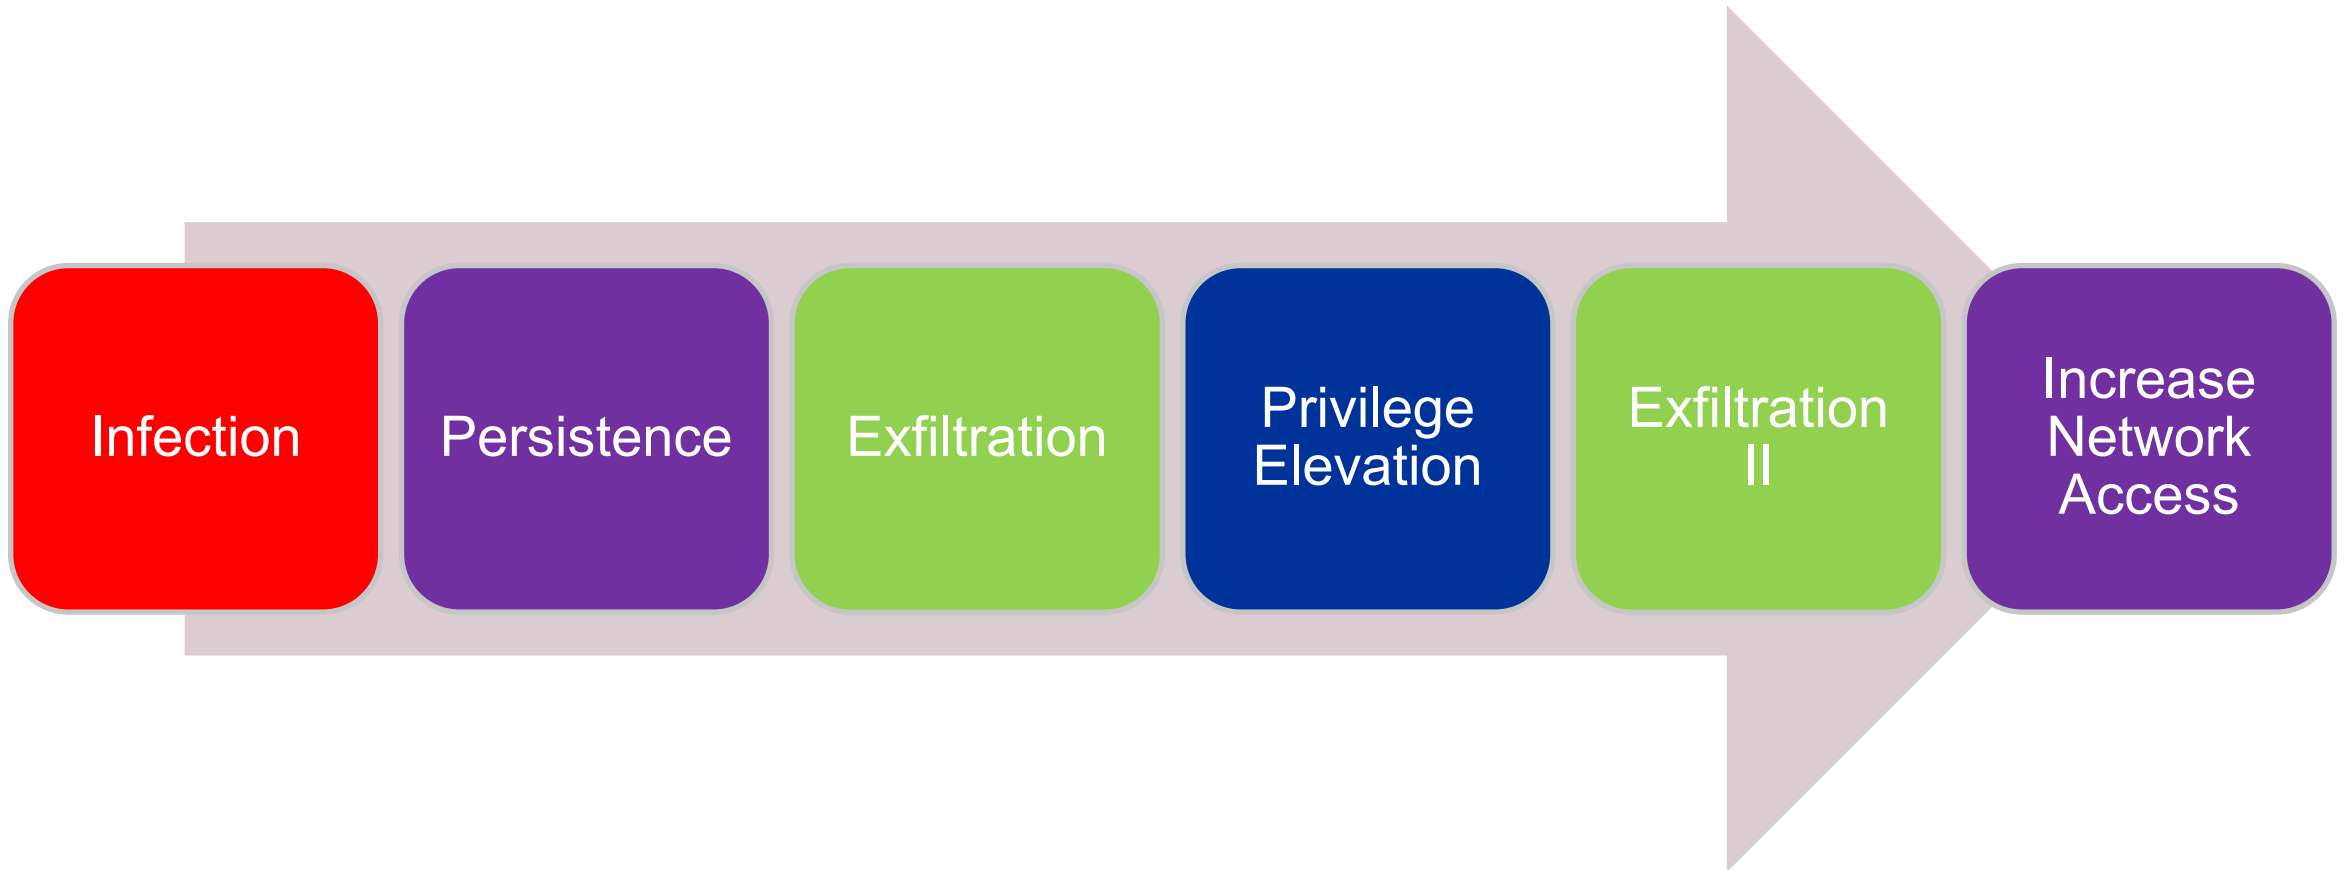 Infection
Persistence
Exfiltration
Privilege
Elevation
Exfiltration
II
Increase
Network
Access